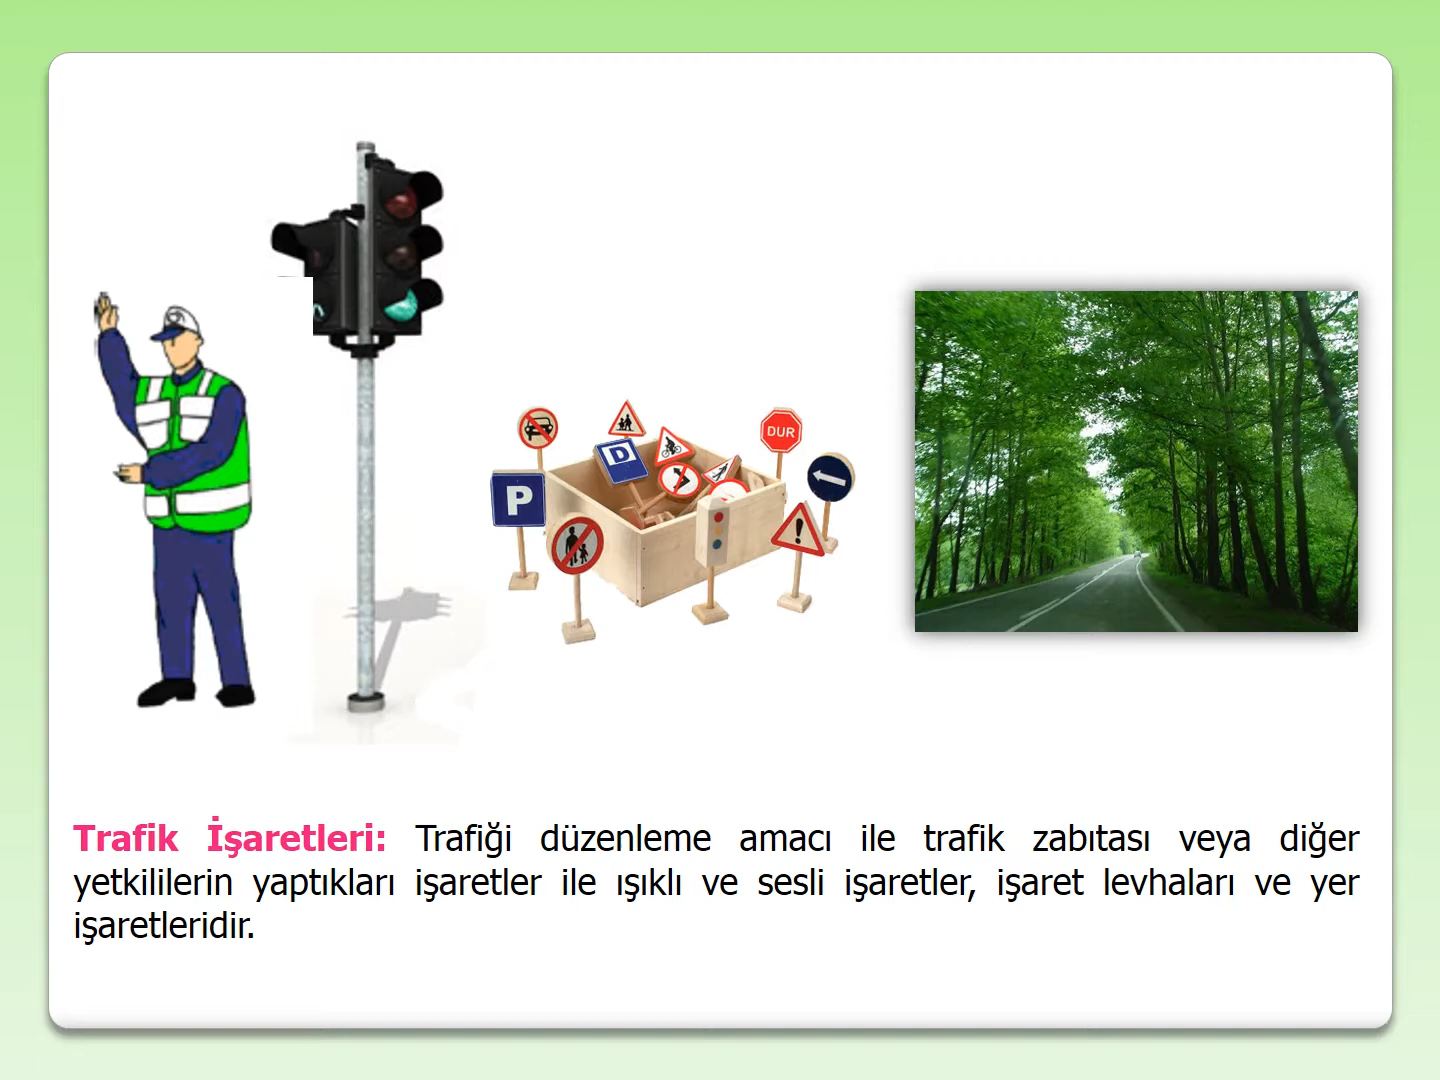 DUR
D
P
Trafik İşaretleri: Trafiği düzenleme amacı ile trafik zabıtası veya diğer
yetkililerin yaptıkları işaretler ile ışıklı ve sesli işaretler, işaret levhaları ve yer
işaretleridir.